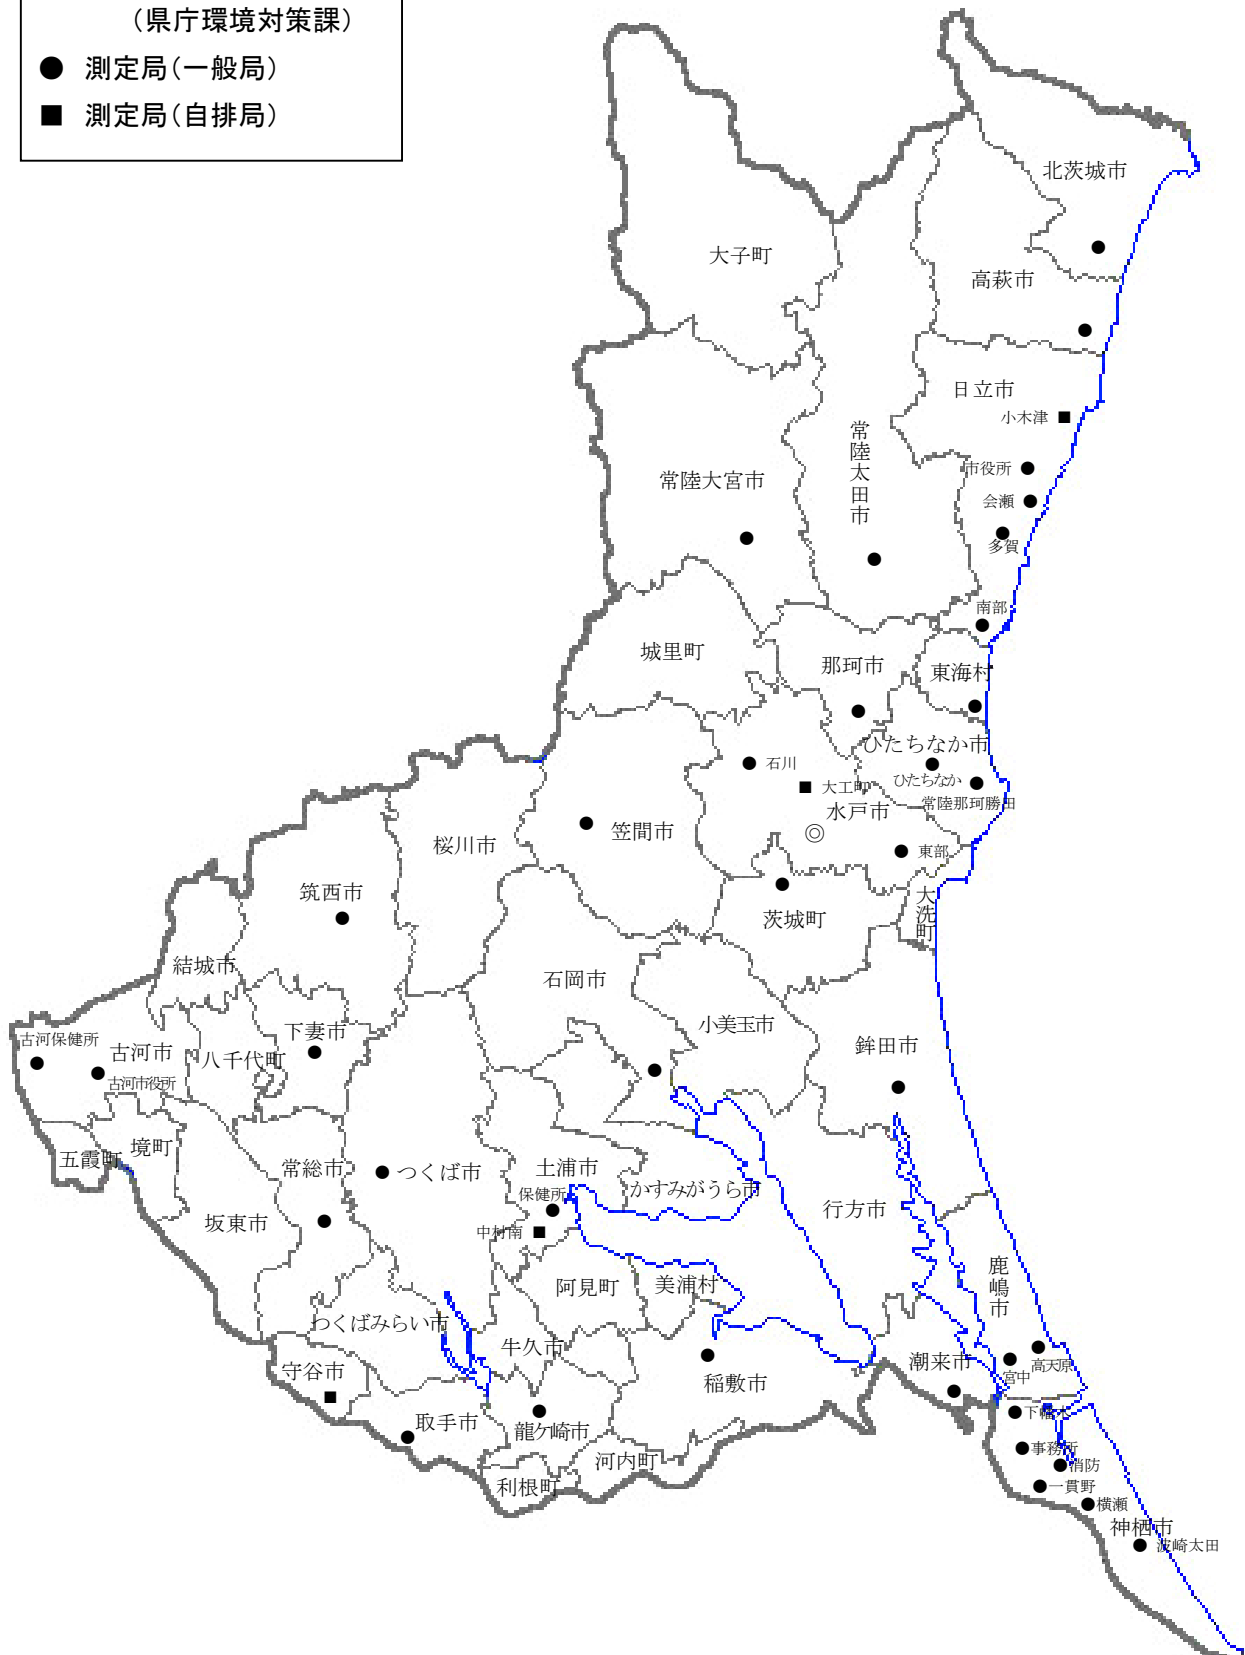 （県庁環境対策課）
● 測定局（一般局）
■ 測定局（自排局）
北茨城市
大子町
高萩市
日立市
小木津
常陸太田市
市役所
常陸大宮市
会瀬
多賀
南部
城里町
那珂市
東海村
ひたちなか市
石川
ひたちなか
大工町
常陸那珂勝田
水戸市
笠間市
桜川市
◎
東部
筑西市
大洗町
茨城町
結城市
石岡市
小美玉市
下妻市
古河保健所
古河市
八千代町
鉾田市
古河市役所
境町
五霞町
常総市
つくば市
土浦市
かすみがうら市
保健所
行方市
坂東市
中村南
阿見町
美浦村
鹿嶋市
つくばみらい市
牛久市
守谷市
潮来市
高天原
宮中
稲敷市
下幡木
取手市
龍ケ崎市
事務所
河内町
消防
利根町
一貫野
横瀬
神栖市
波崎太田